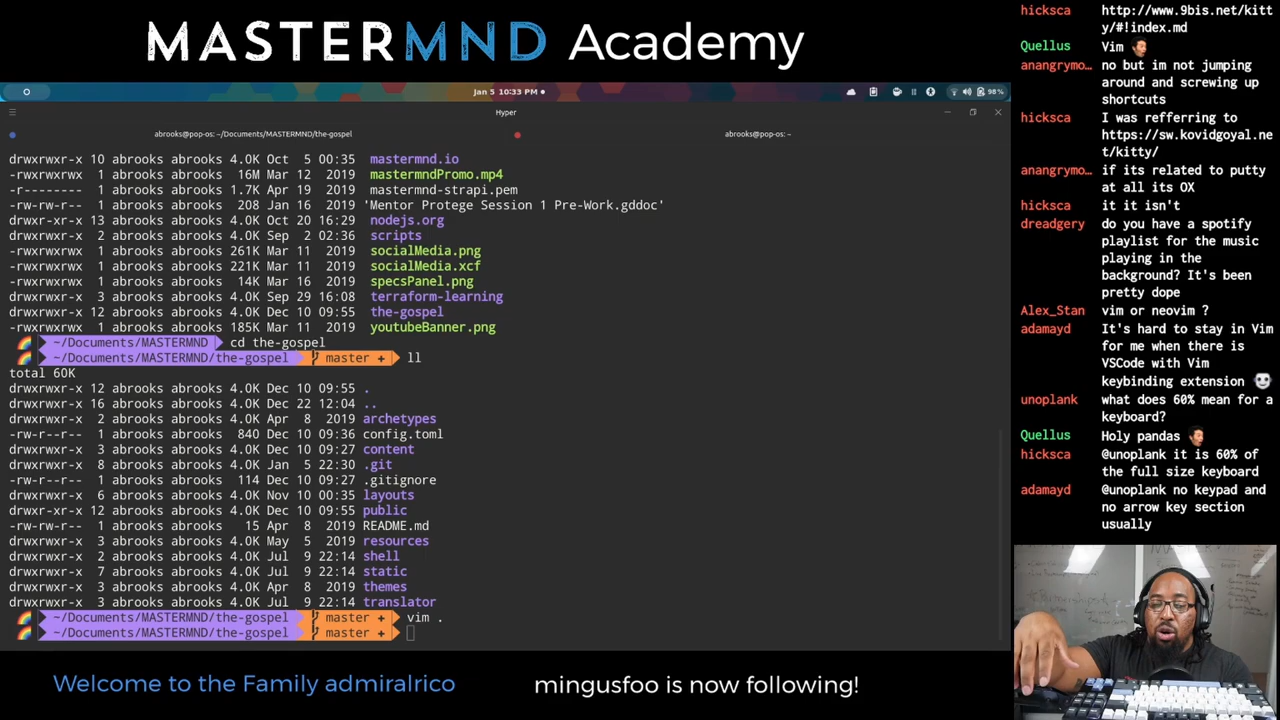 MASTERMND Academy
Jan 5 10:33 PM
98%
Hyper
abrooks@pop-os: ~/Documents/MASTERMND/the-gospel
abrooks@pop-os: ~
drwxrwxr-x 10 abrooks abrooks 4.0K Oct  5 00:35 mastermnd.io
-rwxrwxrwx  1 abrooks abrooks  16M Mar 12  2019 mastermndPromo.mp4
-r--------  1 abrooks abrooks 1.7K Apr 19  2019 mastermnd-strapi.pem
-rw-rw-r--  1 abrooks abrooks  208 Jan 16  2019 'Mentor Protege Session 1 Pre-Work.gddoc'
drwxr-xr-x 13 abrooks abrooks 4.0K Oct 20 16:29 nodejs.org
drwxr-xr-x  2 abrooks abrooks 4.0K Sep  2 02:36 scripts
-rwxrwxrwx  1 abrooks abrooks 261K Mar 11  2019 socialMedia.png
-rwxrwxrwx  1 abrooks abrooks 221K Mar 11  2019 socialMedia.xcf
-rwxrwxrwx  1 abrooks abrooks  14K Mar 16  2019 specsPanel.png
drwxrwxr-x  3 abrooks abrooks 4.0K Sep 29 16:08 terraform-learning
drwxrwxr-x 12 abrooks abrooks 4.0K Dec 10 09:55 the-gospel
-rwxrwxrwx  1 abrooks abrooks 185K Mar 11  2019 youtubeBanner.png
~/Documents/MASTERMND cd the-gospel
~/Documents/MASTERMND/the-gospel master + ll
total 60K
drwxrwxr-x 12 abrooks abrooks 4.0K Dec 10 09:55 .
drwxrwxr-x 16 abrooks abrooks 4.0K Dec 22 12:04 ..
drwxrwxr-x  2 abrooks abrooks 4.0K Apr  8  2019 archetypes
-rw-rw-r--  1 abrooks abrooks  840 Dec 10 09:36 config.toml
drwxrwxr-x  3 abrooks abrooks 4.0K Dec 10 09:27 content
drwxrwxr-x  8 abrooks abrooks 4.0K Jan  5 22:30 .git
-rw-rw-r--  1 abrooks abrooks  114 Dec 10 09:27 .gitignore
drwxrwxr-x  6 abrooks abrooks 4.0K Nov 10 00:35 layouts
drwxr-xr-x 12 abrooks abrooks 4.0K Dec 10 09:55 public
-rw-rw-r--  1 abrooks abrooks   15 Apr  8  2019 README.md
drwxrwxr-x  3 abrooks abrooks 4.0K May  5  2019 resources
drwxrwxr-x  2 abrooks abrooks 4.0K Jul  9 22:14 shell
drwxrwxr-x  7 abrooks abrooks 4.0K Jul  9 22:14 static
drwxrwxr-x  3 abrooks abrooks 4.0K Apr  8  2019 themes
drwxrwxr-x  3 abrooks abrooks 4.0K Jul  9 22:14 translator
~/Documents/MASTERMND/the-gospel master + vim .
~/Documents/MASTERMND/the-gospel master +
hicksca http://www.9bis.net/kitt
y/#!index.md
Quellus Vim
anangrymo… no but im not jumping
around and screwing up
shortcuts
hicksca I was refferring to
https://sw.kovidgoyal.ne
t/kitty/
anangrymo… if its related to putty
at all its OX
hicksca it it isn't
dreadgery do you have a spotify
playlist for the music
playing in the
background? It's been
pretty dope
Alex_Stan vim or neovim ?
adamayd It's hard to stay in Vim
for me when there is
VSCode with Vim
keybinding extension
unoplank what does 60% mean for a
keyboard?
Quellus Holy pandas
hicksca @unoplank it is 60% of
the full size keyboard
adamayd @unoplank no keypad and
no arrow key section
usually
Welcome to the Family admiralrico
mingusfoo is now following!